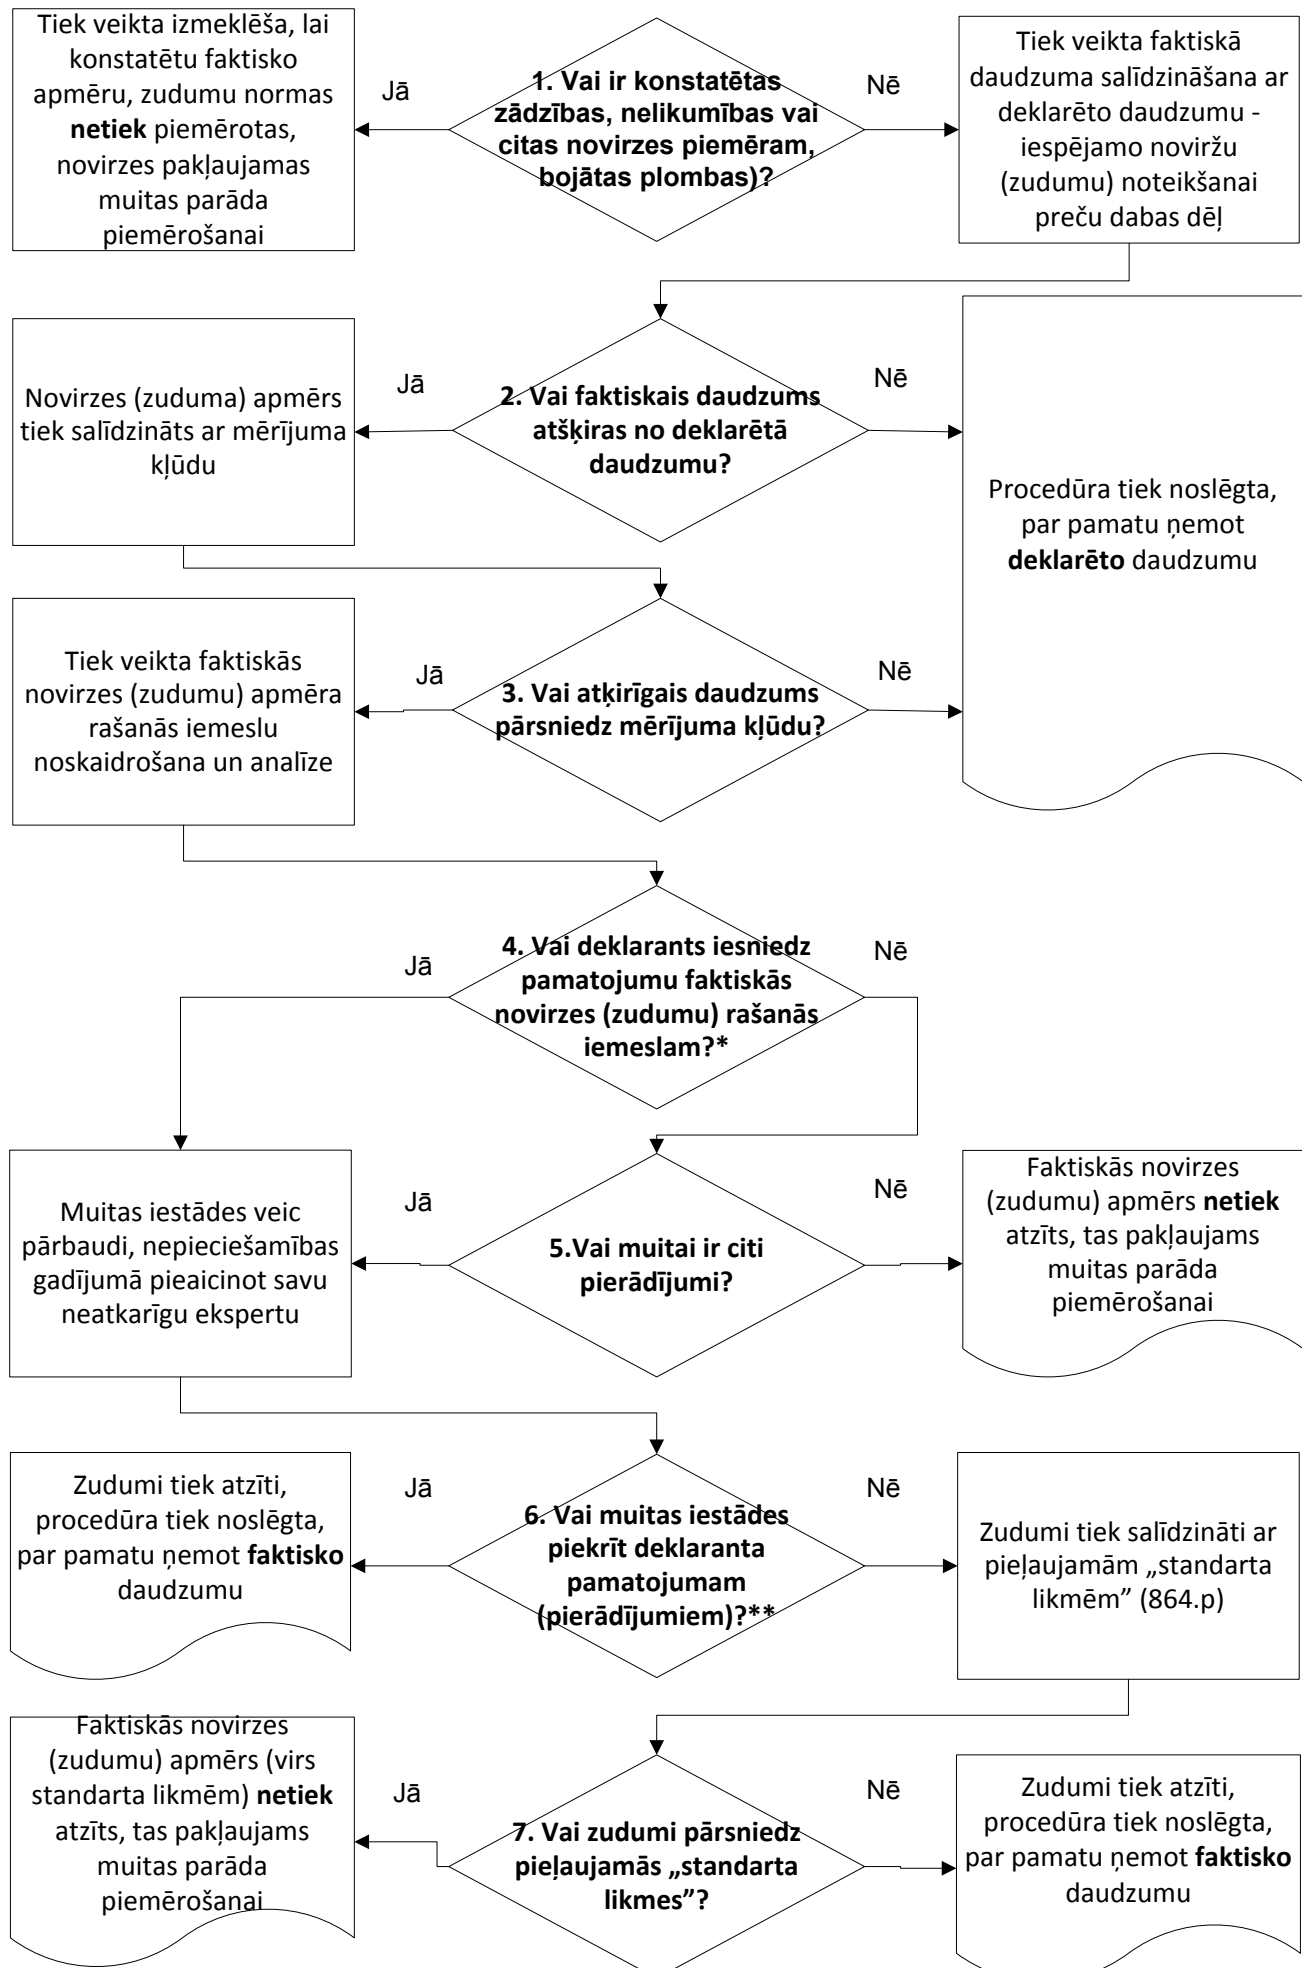 Tiek veikta izmeklēša, lai
konstatētu faktisko
apmēru, zudumu normas
netiek piemērotas,
novirzes pakļaujamas
muitas parāda
piemērošanai
Jā
1. Vai ir konstatētas
zādzības, nelikumības vai
citas novirzes piemēram,
bojātas plombas)?
Nē
Tiek veikta faktiskā
daudzuma salīdzināšana ar
deklarēto daudzumu -
iespējamo noviržu
(zudumu) noteikšanai
preču dabas dēļ
Novirzes (zuduma) apmērs
tiek salīdzināts ar mērījuma
kļūdu
Jā
2. Vai faktiskais daudzums
atšķiras no deklarētā
daudzumu?
Nē
Procedūra tiek noslēgta,
par pamatu ņemot
deklarēto daudzumu
Tiek veikta faktiskās
novirzes (zudumu) apmēra
rašanās iemeslu
noskaidrošana un analīze
Jā
3. Vai atķirīgais daudzums
pārsniedz mērījuma kļūdu?
Nē
Jā
4. Vai deklarants iesniedz
pamatojumu faktiskās
novirzes (zudumu) rašanās
iemeslam?*
Nē
Muitas iestādes veic
pārbaudi, nepieciešamības
gadījumā pieaicinot savu
neatkarīgu ekspertu
Jā
5.Vai muitai ir citi
pierādījumi?
Nē
Faktiskās novirzes
(zudumu) apmērs netiek
atzīts, tas pakļaujams
muitas parāda
piemērošanai
Zudumi tiek atzīti,
procedūra tiek noslēgta,
par pamatu ņemot faktisko
daudzumu
Jā
6. Vai muitas iestādes
piekrīt deklaranta
pamatojumam
(pierādījumiem)?**
Nē
Zudumi tiek salīdzināti ar
pieļaujamām „standarta
likmēm” (864.p)
Faktiskās novirzes
(zudumu) apmērs (virs
standarta likmēm) netiek
atzīts, tas pakļaujams
muitas parāda
piemērošanai
Jā
7. Vai zudumi pārsniedz
pieļaujamās „standarta
likmes”?
Nē
Zudumi tiek atzīti,
procedūra tiek noslēgta,
par pamatu ņemot faktisko
daudzumu